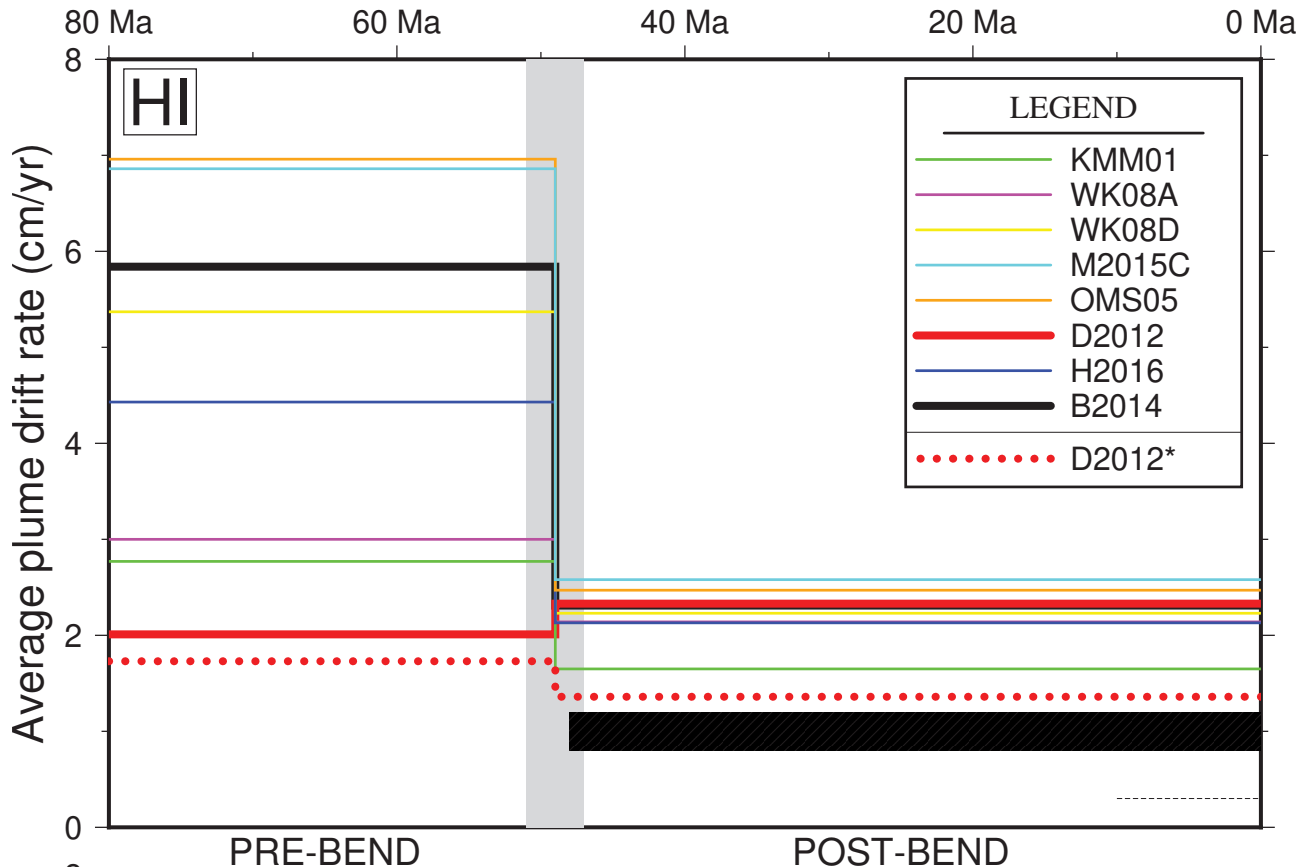 80 Ma 60 Ma 40 Ma 20 Ma 0 Ma
8
HI
LEGEND
KMM01
WK08A
WK08D
M2015C
OMS05
D2012
H2016
B2014
D2012*
6
4
2
0
Average plume drift rate (cm/yr)
PRE-BEND POST-BEND